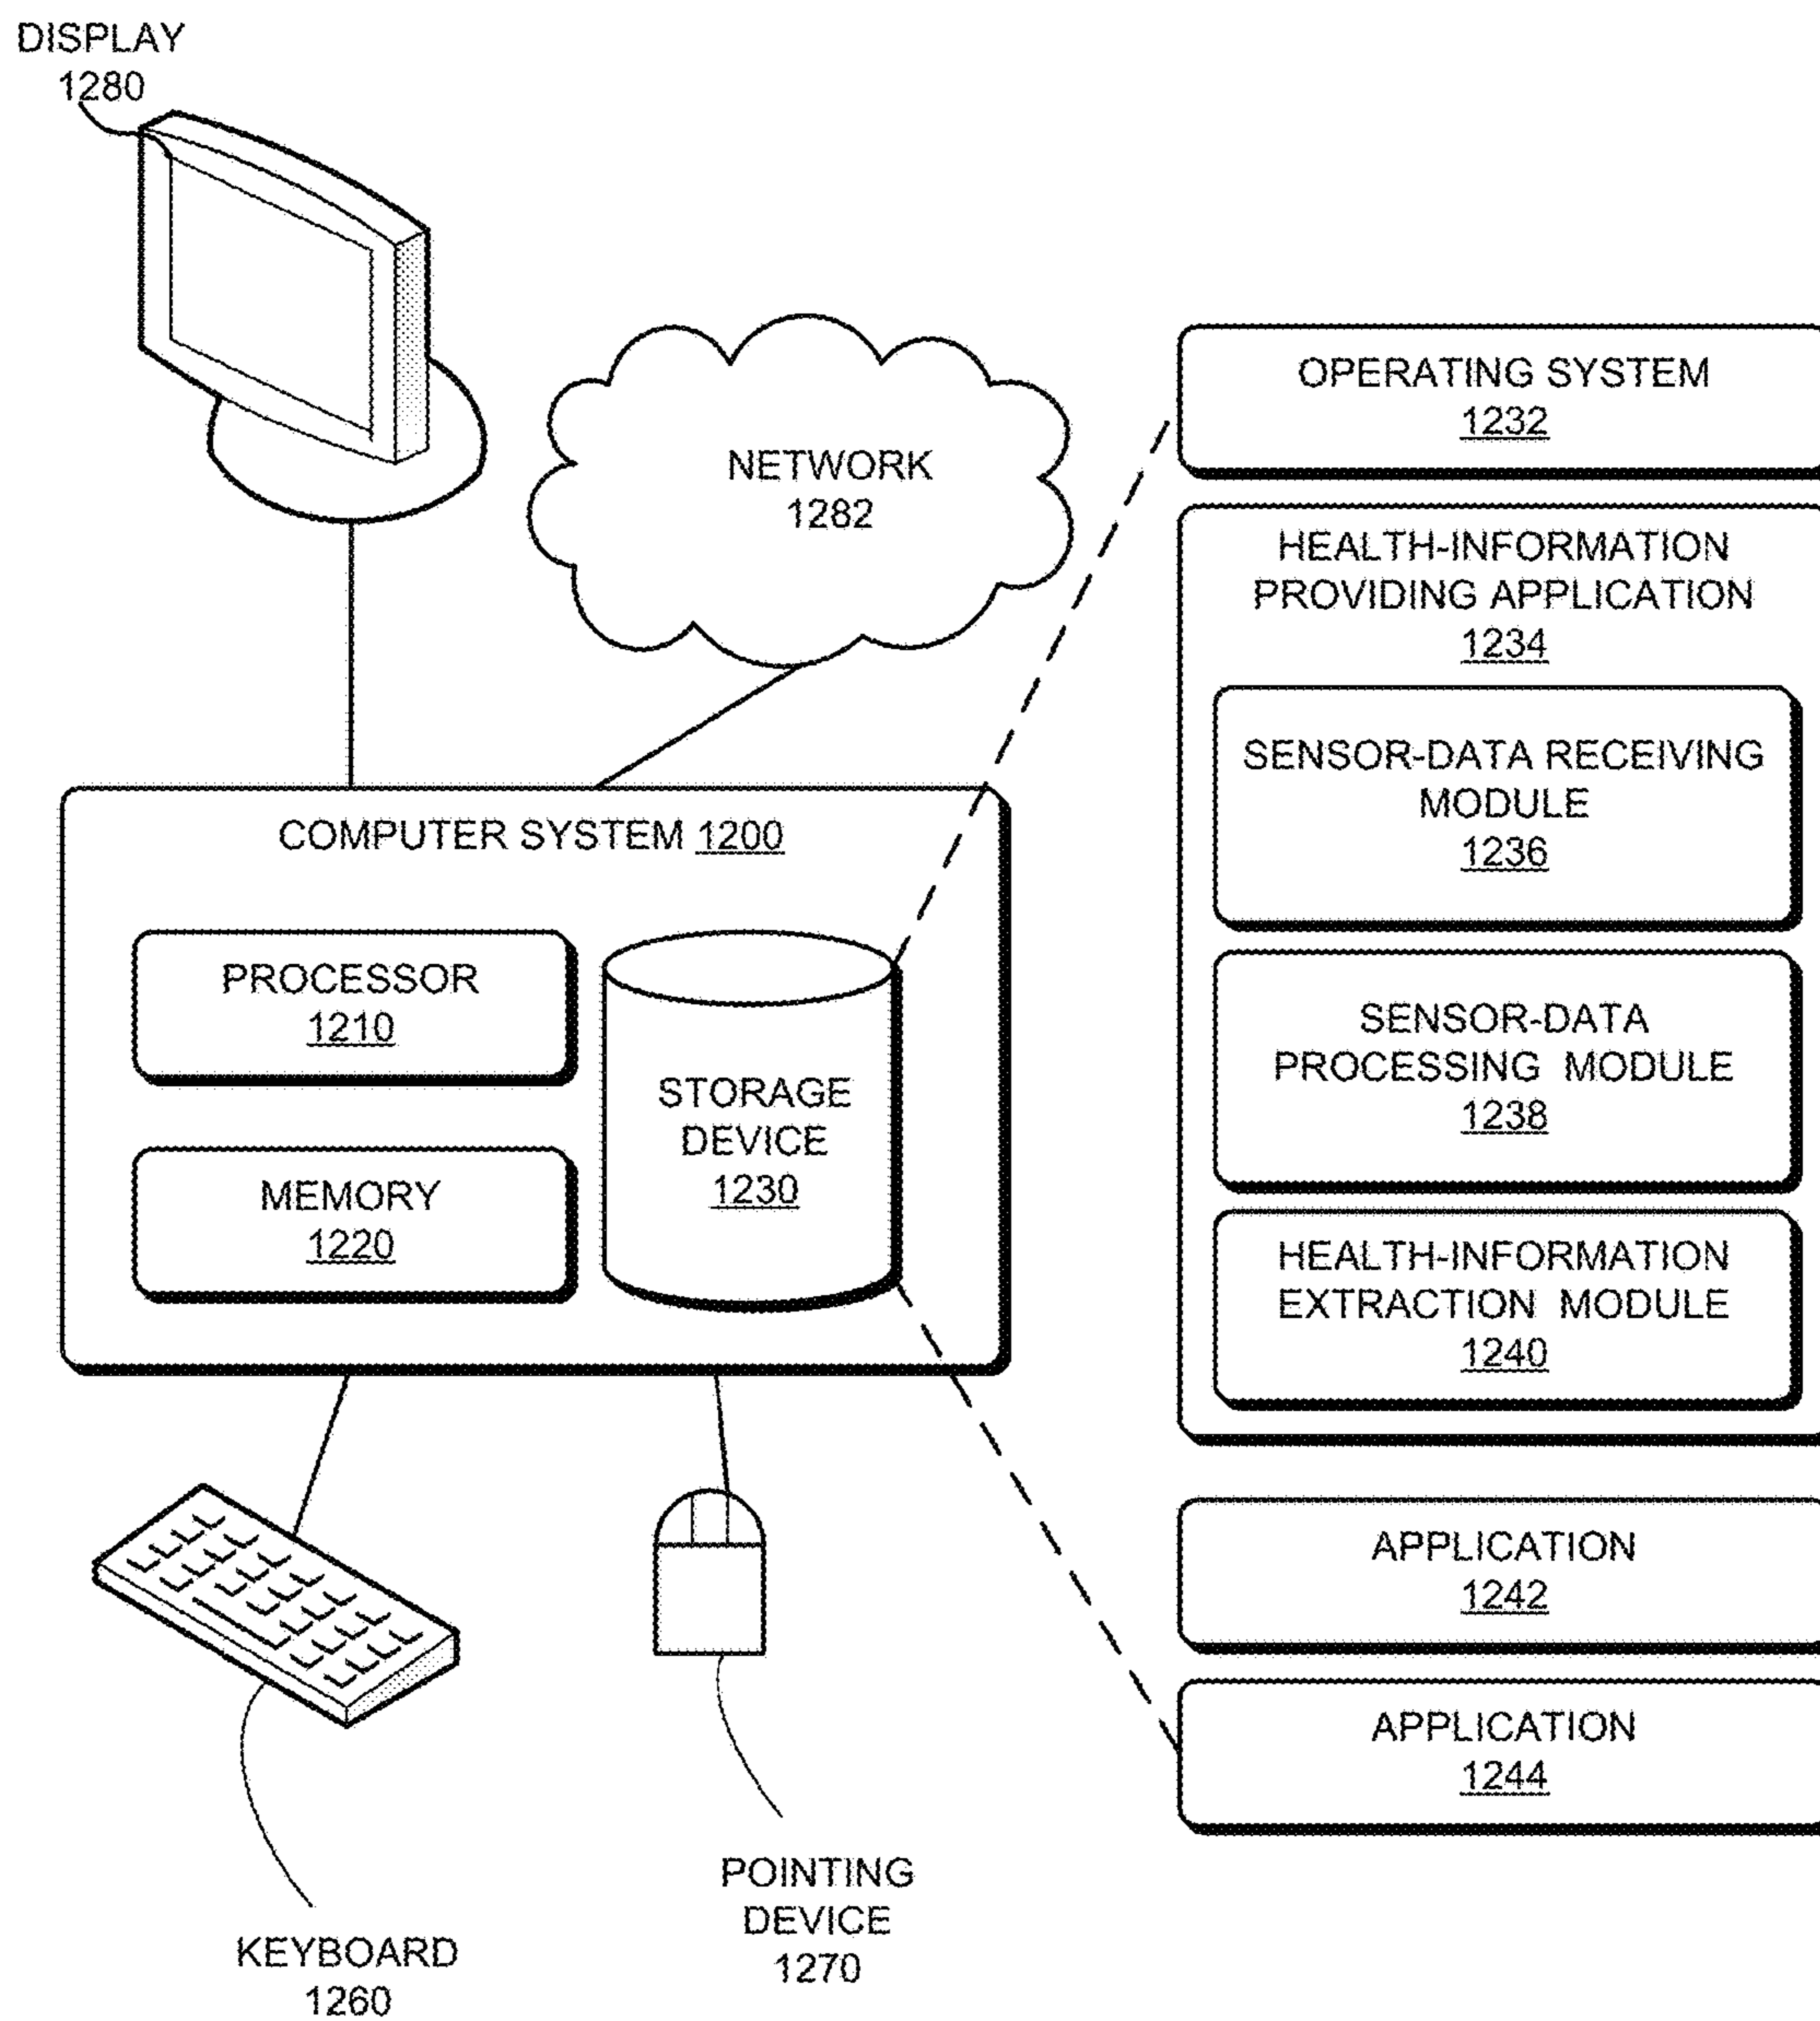 DISPLAY
1280
NETWORK
1282
COMPUTER SYSTEM 1200
PROCESSOR
1210
MEMORY
1220
STORAGE
DEVICE
1230
KEYBOARD
1260
POINTING
DEVICE
1270
OPERATING SYSTEM
1232
HEALTH-INFORMATION
PROVIDING APPLICATION
1234
SENSOR-DATA RECEIVING
MODULE
1236
SENSOR-DATA
PROCESSING MODULE
1238
HEALTH-INFORMATION
EXTRACTION MODULE
1240
APPLICATION
1242
APPLICATION
1244